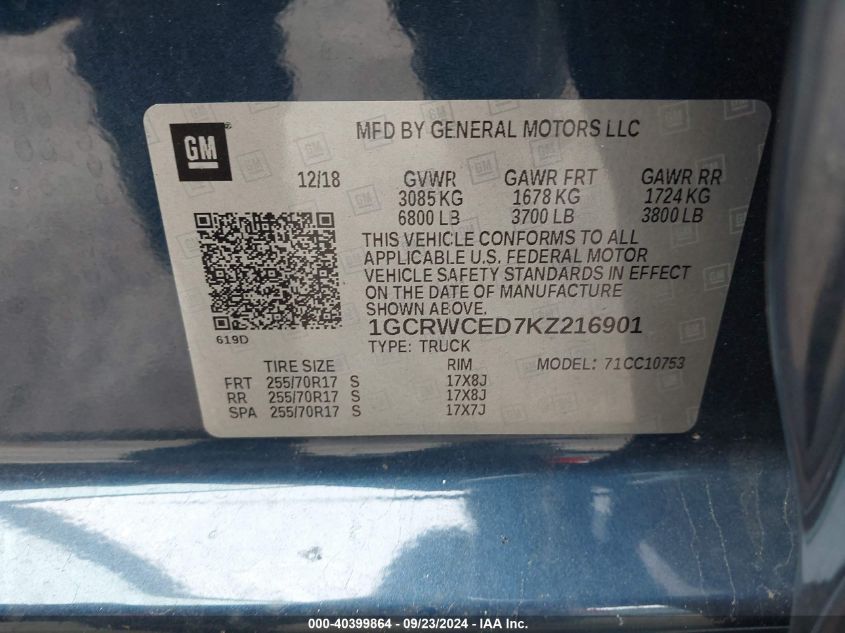 GM
MFD BY GENERAL MOTORS LLC
12/18 GVWR GAWR FRT GAWR RR
3085 KG 1678 KG 1724 KG
6800 LB 3700 LB 3800 LB
THIS VEHICLE CONFORMS TO ALL
APPLICABLE U.S. FEDERAL MOTOR
VEHICLE SAFETY STANDARDS IN EFFECT
ON THE DATE OF MANUFACTURE
SHOWN ABOVE.
619D
1GCRWCED7KZ216901
TYPE: TRUCK
TIRE SIZE RIM MODEL: 71CC10753
FRT 255/70R17 S 17X8J
RR 255/70R17 S 17X8J
SPA 255/70R17 S 17X7J
000-40399864 - 09/23/2024 - WWW.IAAI.COM